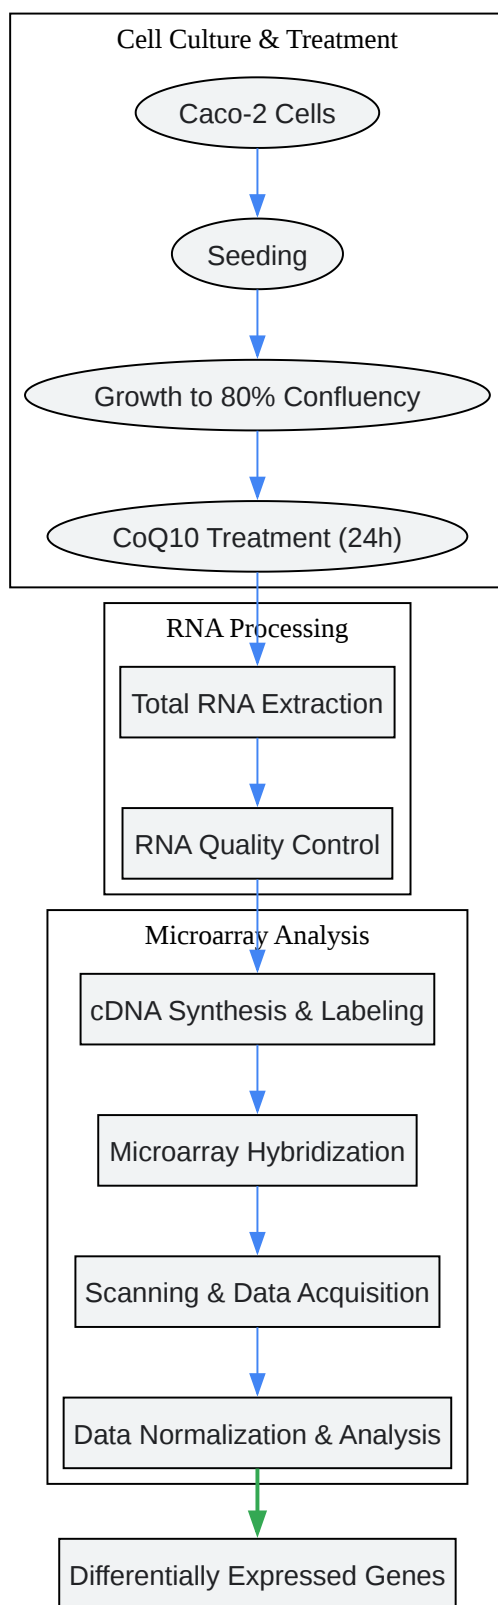 Cell Culture & Treatment
Caco-2 Cells
Seeding
Growth to 80% Confluency
CoQ10 Treatment (24h)
RNA Processing
Total RNA Extraction
RNA Quality Control
Microarray Analysis
cDNA Synthesis & Labeling
Microarray Hybridization
Scanning & Data Acquisition
Data Normalization & Analysis
Differentially Expressed Genes